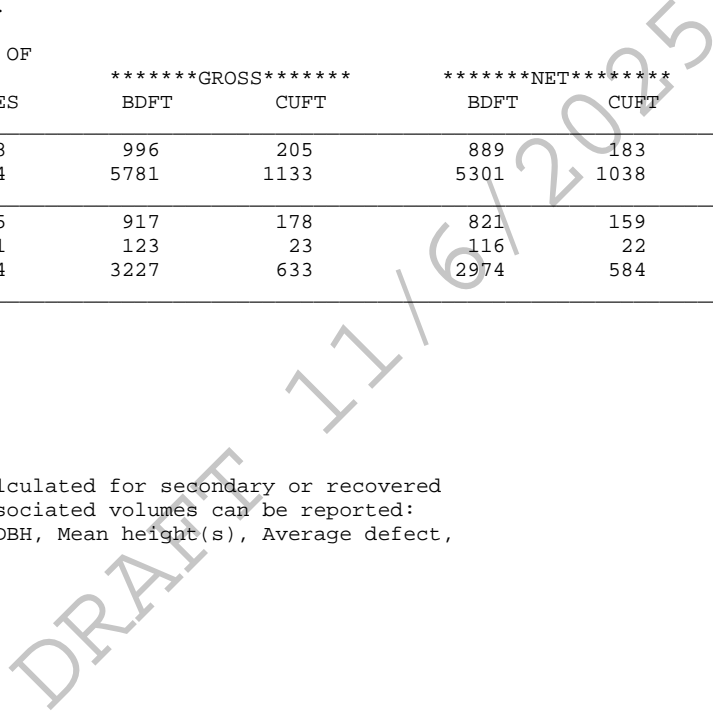 OF
*******GROSS******* *******NET********
ES BDFT CUFT BDFT CUFT
3 996 205 889 183
4 5781 1133 5301 1038
5 917 178 821 159
1 123 23 116 22
4 3227 633 2974 584
lculated for secondary or recovered
sociated volumes can be reported:
DBH, Mean height(s), Average defect,
DRAFT 11/6/2025